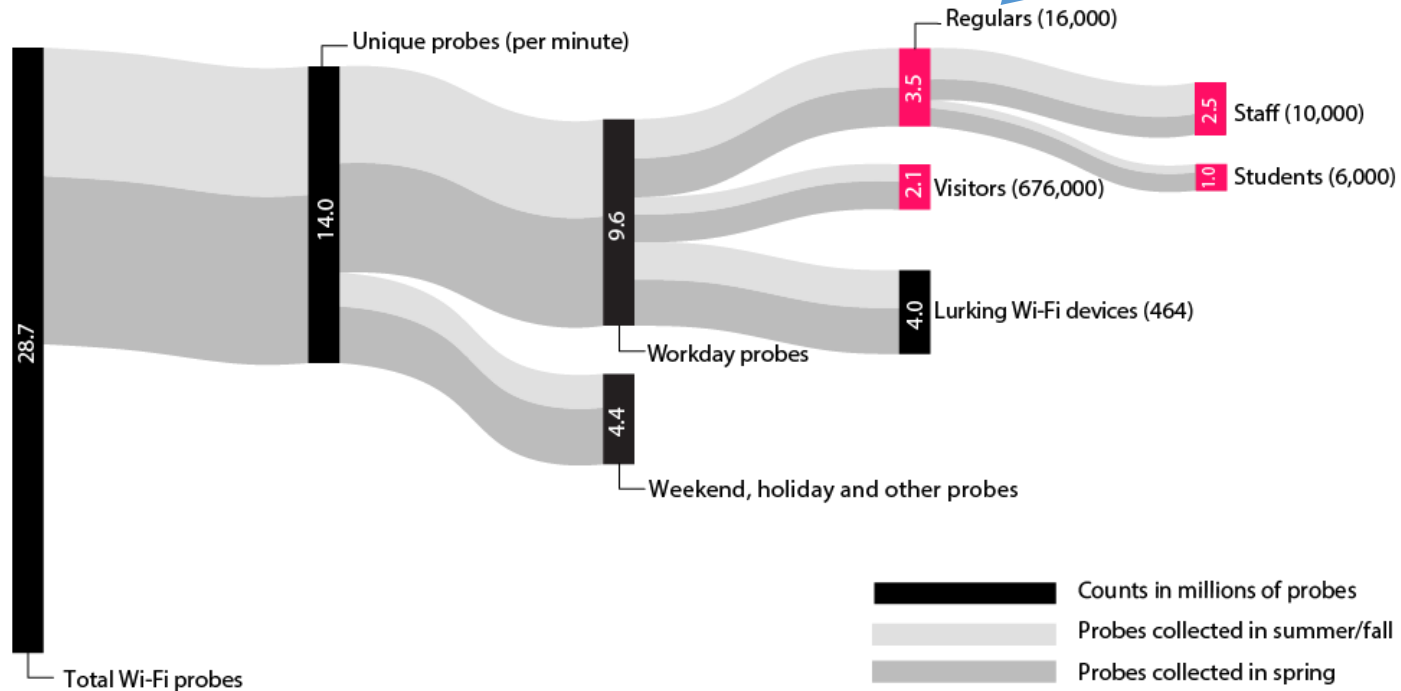 Regulars (16,000)
Unique probes (per minute)
3.5
2.5
Staff (10,000)
1.0
Students (6,000)
2.1
Visitors (676,000)
14.0
9.6
28.7
4.0
Lurking Wi-Fi devices (464)
Workday probes
4.4
Weekend, holiday and other probes
Counts in millions of probes
Probes collected in summer/fall
Probes collected in spring
Total Wi-Fi probes